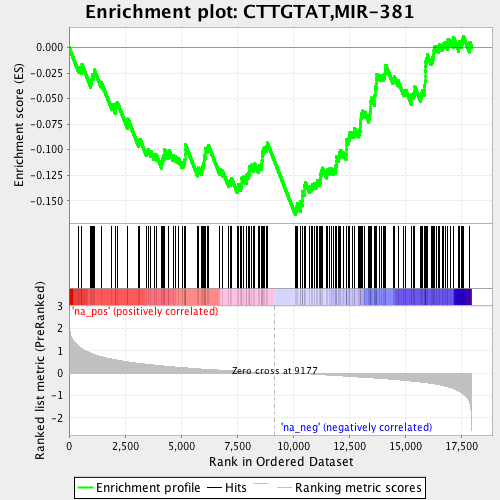 Enrichment plot: CTTGTAT,MIR-381
Enrichment score (ES)
0.000
-0.025
-0.050
-0.075
-0.100
-0.125
-0.150
'na_pos' (positively correlated)
Ranked list metric (PreRanked)
3
2
1
0
-1
-2
Zero cross at 9177
'na_neg' (negatively correlated)
0
2,500
5,000
7,500
10,000
12,500
15,000
17,500
Rank in Ordered Dataset
Enrichment profile
Hits
Ranking metric scores